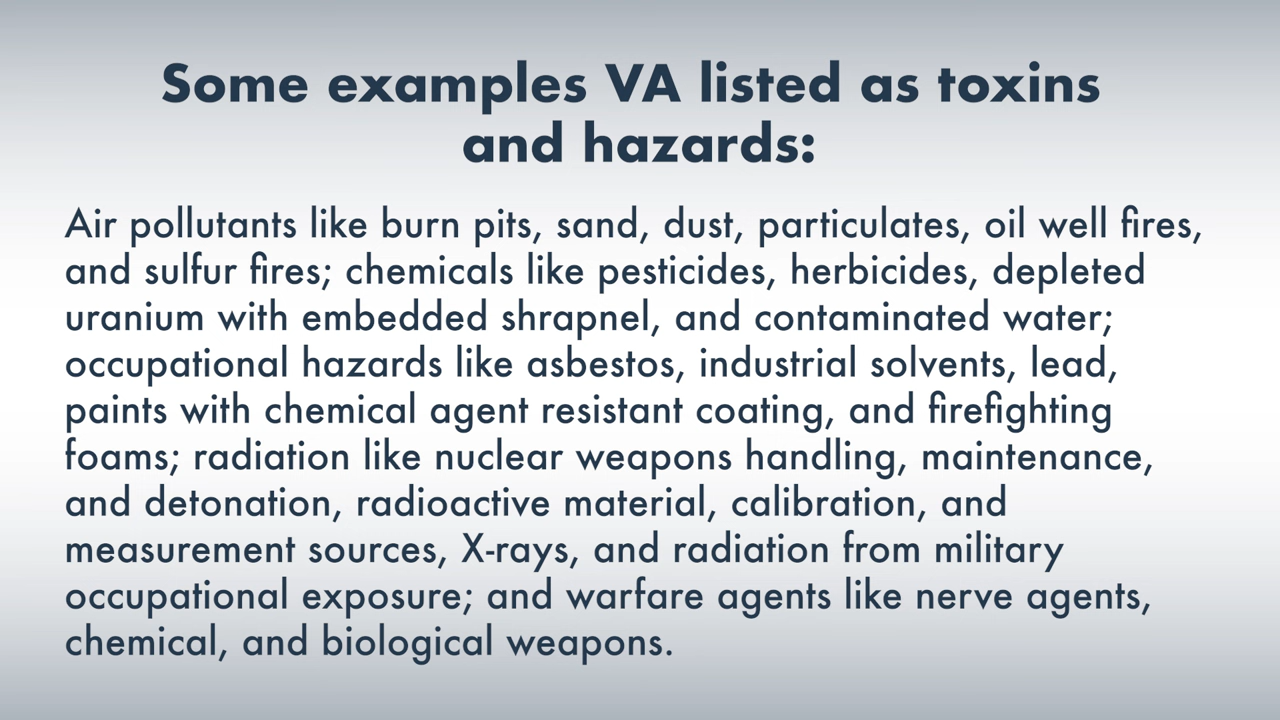 Some examples VA listed as toxins
and hazards:
Air pollutants like burn pits, sand, dust, particulates, oil well fires,
and sulfur fires; chemicals like pesticides, herbicides, depleted
uranium with embedded shrapnel, and contaminated water;
occupational hazards like asbestos, industrial solvents, lead,
paints with chemical agent resistant coating, and firefighting
foams; radiation like nuclear weapons handling, maintenance,
and detonation, radioactive material, calibration, and
measurement sources, X-rays, and radiation from military
occupational exposure; and warfare agents like nerve agents,
chemical, and biological weapons.